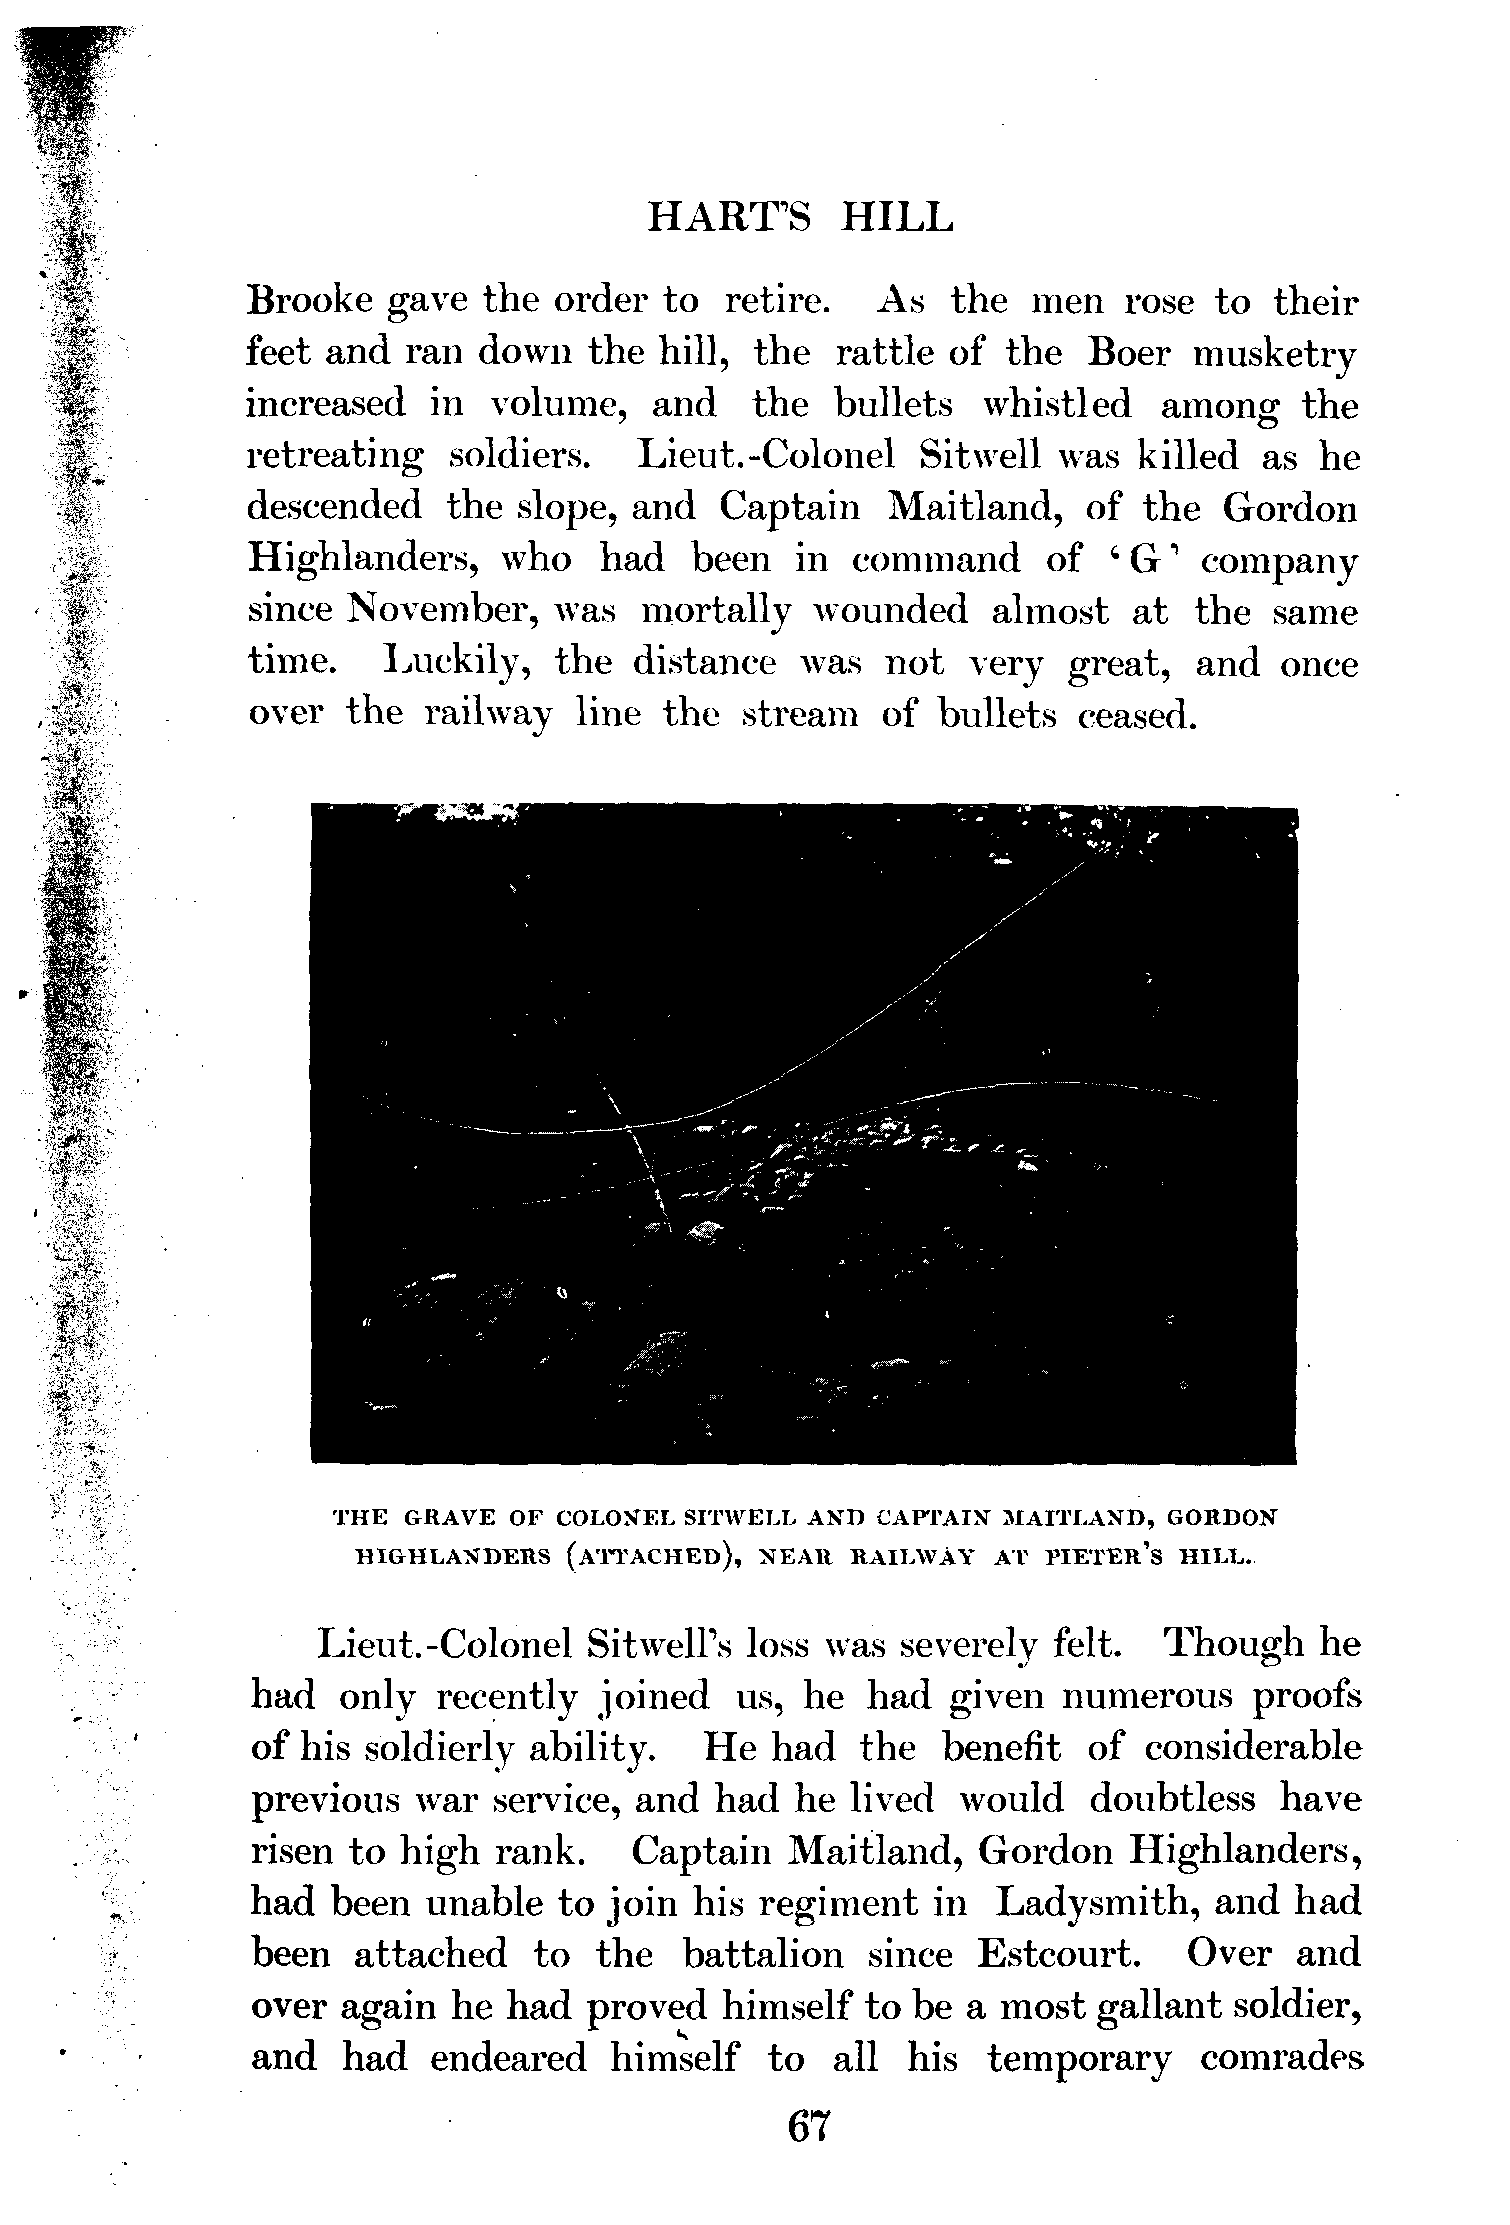 HART'S HILL
Brooke gave the order to retire. As the men rose to their
feet and ran down the hill, the rattle of the Boer musketry
increased in volume, and the bullets whistled among the
retreating soldiers. Lieut.-Colonel Sitwell was killed as he
descended the slope, and Captain Maitland, of the Gordon
Highlanders, who had been in command of 'G' company
since November, was mortally wounded almost at the same
time. Luckily, the distance was not very great, and once
over the railway line the stream of bullets ceased.
THE GRAVE OF COLONEL SITWELL AND CAPTAIN MAITLAND, GORDON
HIGHLANDERS (ATTACHED), NEAR RAILWAY AT PIETER'S HILL.
Lieut.-Colonel Sitwell's loss was severely felt. Though he
had only recently joined us, he had given numerous proofs
of his soldierly ability. He had the benefit of considerable
previous war service, and had he lived would doubtless have
risen to high rank. Captain Maitland, Gordon Highlanders,
had been unable to join his regiment in Ladysmith, and had
been attached to the battalion since Estcourt. Over and
over again he had proved himself to be a most gallant soldier,
and had endeared himself to all his temporary comrades
67